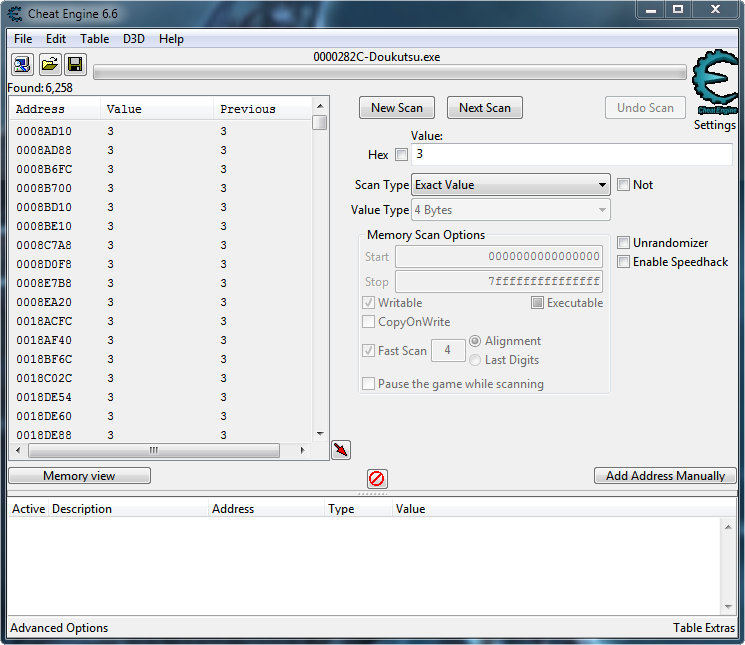 Cheat Engine 6.6
File Edit Table D3D Help
0000282C-Doukutsu.exe
Found: 6,258
Address Value Previous
0008AD10 3 3
0008AD88 3 3
0008B6FC 3 3
0008B700 3 3
0008BD10 3 3
0008BE10 3 3
0008C7A8 3 3
0008D0F8 3 3
0008E7B8 3 3
0008EA20 3 3
0018ACFC 3 3
0018AF40 3 3
0018BF6C 3 3
0018C02C 3 3
0018DE54 3 3
0018DE60 3 3
0018DE88 3 3
New Scan Next Scan Undo Scan
Cheat Engine
Settings
Value:
Hex 3
Scan Type Exact Value Not
Value Type 4 Bytes
Memory Scan Options
Start 0000000000000000
Stop 7fffffffffffffff
Writable Executable
CopyOnWrite
Fast Scan 4 Alignment
Last Digits
Pause the game while scanning
Unrandomizer
Enable Speedhack
Memory view Add Address Manually
Active Description Address Type Value
Advanced Options Table Extras